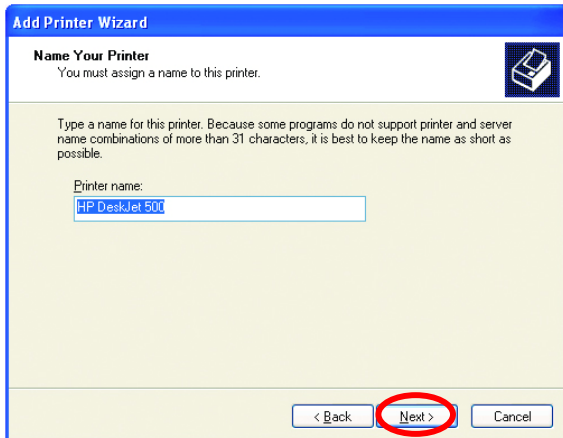 Add Printer Wizard
Name Your Printer
You must assign a name to this printer.
Type a name for this printer. Because some programs do not support printer and server
name combinations of more than 31 characters, it is best to keep the name as short as
possible.
Printer name:
HP DeskJet 500
< Back Next > Cancel